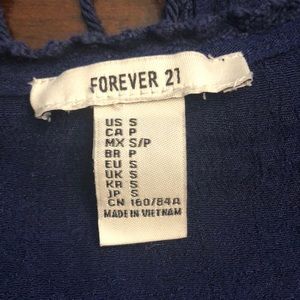 FOREVER 21
US S
CA P
MX S/P
BR P
EU S
UK S
KR S
JP S
CN 160/84A
MADE IN VIETNAM